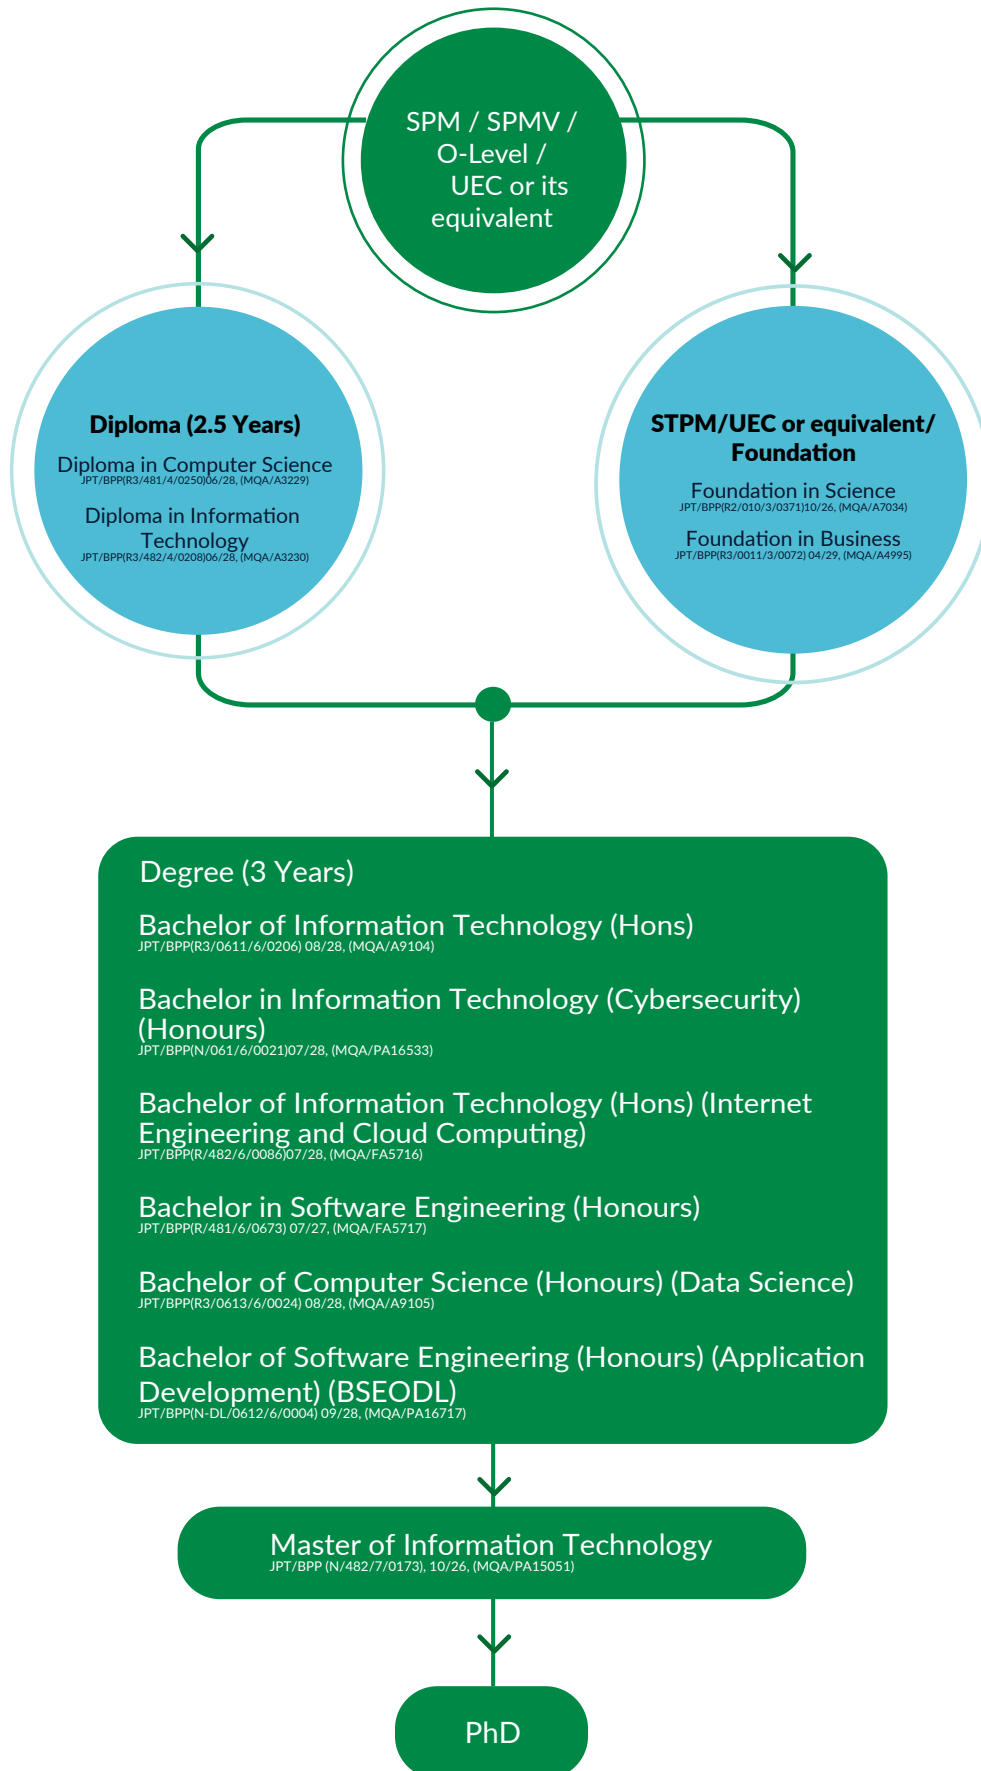 SPM / SPMV /
O-Level /
UEC or its
equivalent
Diploma (2.5 Years)
Diploma in Computer Science
JPT/BPP(R3/481/4/0250)06/28, (MQA/A3229)
Diploma in Information
Technology
JPT/BPP(R3/482/4/0208)06/28, (MQA/A3230)
STPM/UEC or equivalent/
Foundation
Foundation in Science
JPT/BPP(R2/010/3/0371)10/26, (MQA/A7034)
Foundation in Business
JPT/BPP(R3/0011/3/0072) 04/29, (MQA/A4995)
Degree (3 Years)
Bachelor of Information Technology (Hons)
JPT/BPP(R3/0611/6/0206) 08/28, (MQA/A9104)
Bachelor in Information Technology (Cybersecurity)
(Honours)
JPT/BPP(N/061/6/0021)07/28, (MQA/PA16533)
Bachelor of Information Technology (Hons) (Internet
Engineering and Cloud Computing)
JPT/BPP(R/482/6/0086)07/28, (MQA/FA5716)
Bachelor in Software Engineering (Honours)
JPT/BPP(R/481/6/0673) 07/27, (MQA/FA5717)
Bachelor of Computer Science (Honours) (Data Science)
JPT/BPP(R3/0613/6/0024) 08/28, (MQA/A9105)
Bachelor of Software Engineering (Honours) (Application
Development) (BSEODL)
JPT/BPP(N-DL/0612/6/0004) 09/28, (MQA/PA16717)
Master of Information Technology
JPT/BPP (N/482/7/0173), 10/26, (MQA/PA15051)
PhD